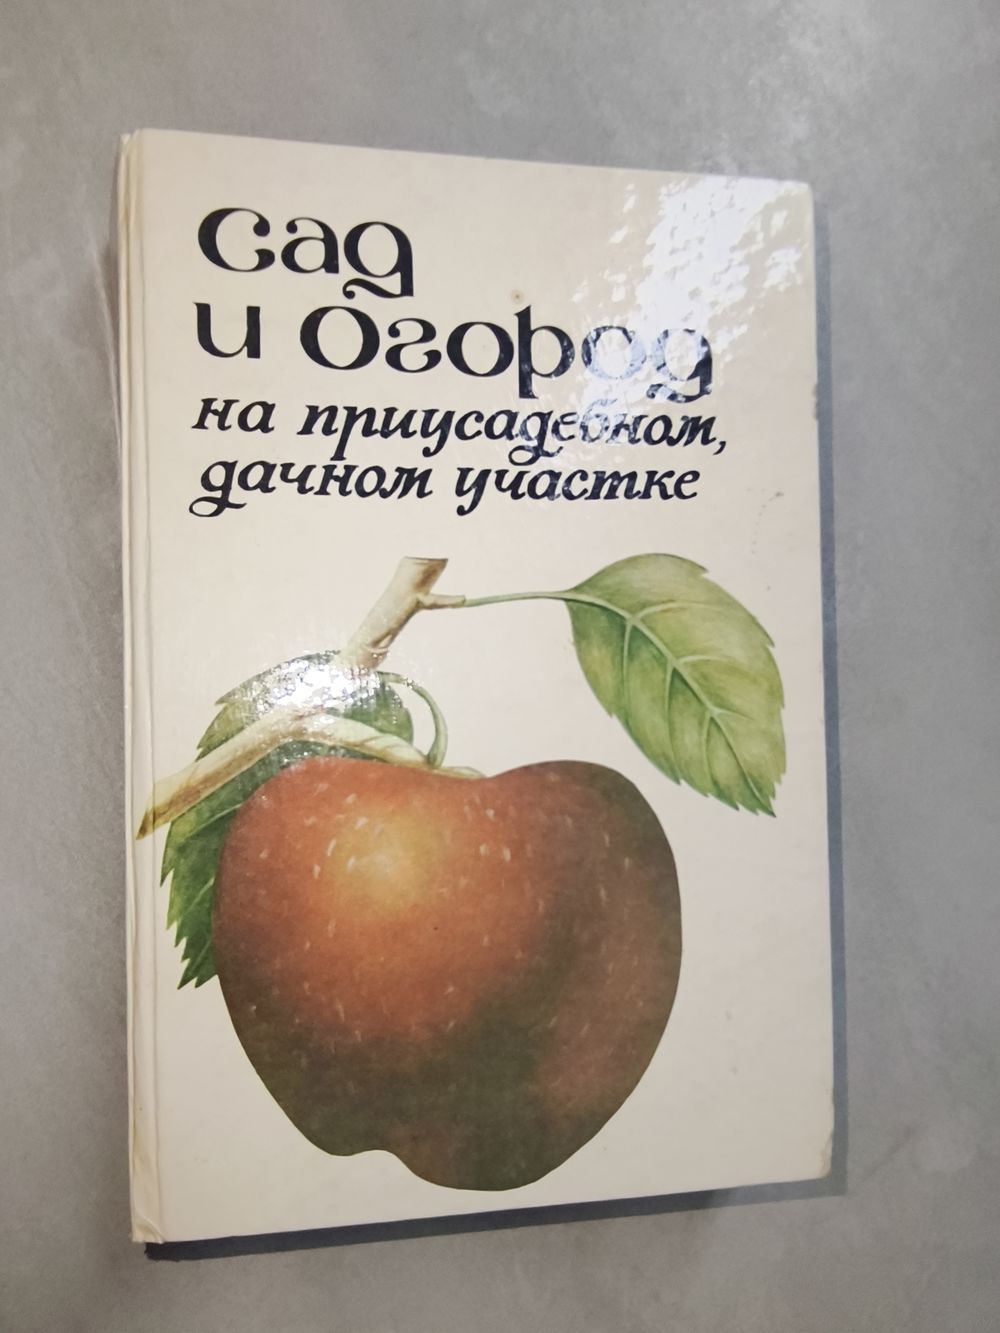 Сад
и огород
на приусадебном,
дачном участке